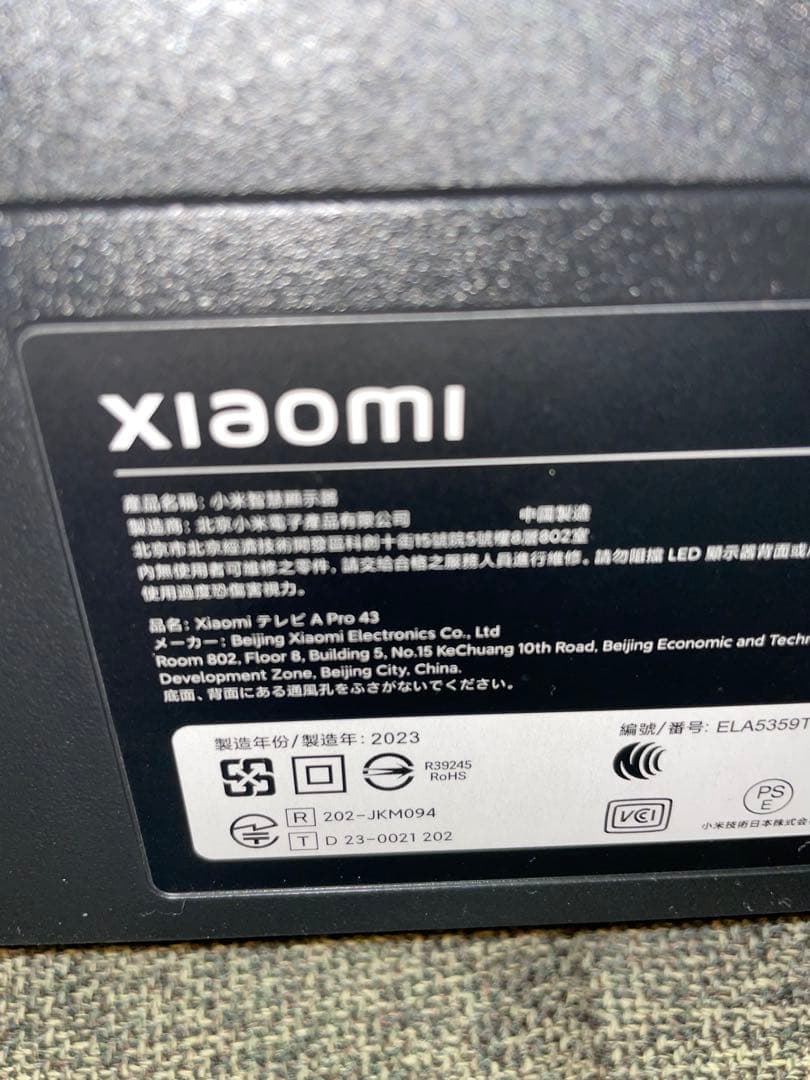 xiaomi
產品名稱: 小米智慧顯示器
製造商: 北京小米電子產品有限公司 中國製造
北京市北京經濟技術開發區科創十街15號院5號樓8層802室
內無使用者可維修之零件，請交給合格之服務人員進行維修。請勿阻擋 LED 顯示器背面或
使用過度恐傷害視力。
品名: Xiaomi テレビ A Pro 43
メーカー: Beijing Xiaomi Electronics Co., Ltd
Room 802, Floor 8, Building 5, No.15 KeChuang 10th Road, Beijing Economic and Techn
Development Zone, Beijing City, China.
底面、背面にある通風孔をふさがないでください。
製造年份/製造年: 2023 編號/番号: ELA5359T
R39245
RoHS
R 202-JKM094
T D 23-0021 202
VCI
PS
E
小米技術日本株式会